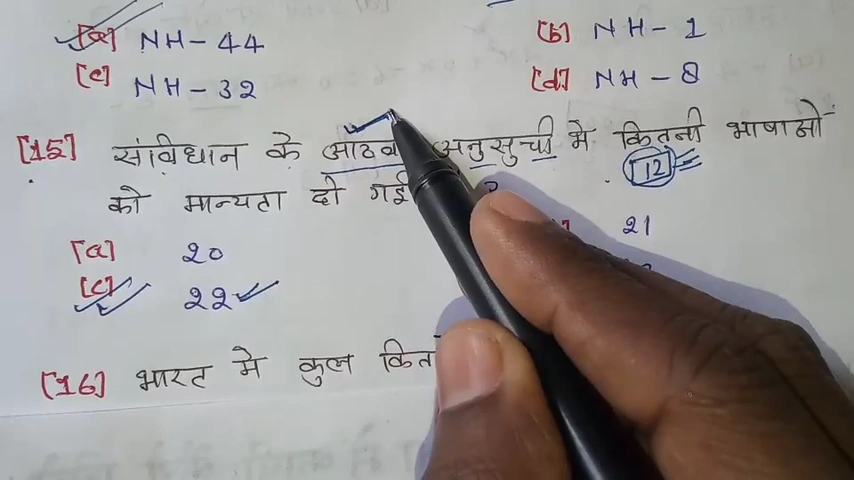 [a] NH-44 [b] NH-1
[c] NH-32 [d] NH-8
[15] संविधान के अनुसुची मे कितनी भाषाओं
12
को मान्यता दी गई ?
[a] 20 21
[c] 22
[16] भारत मे कुल